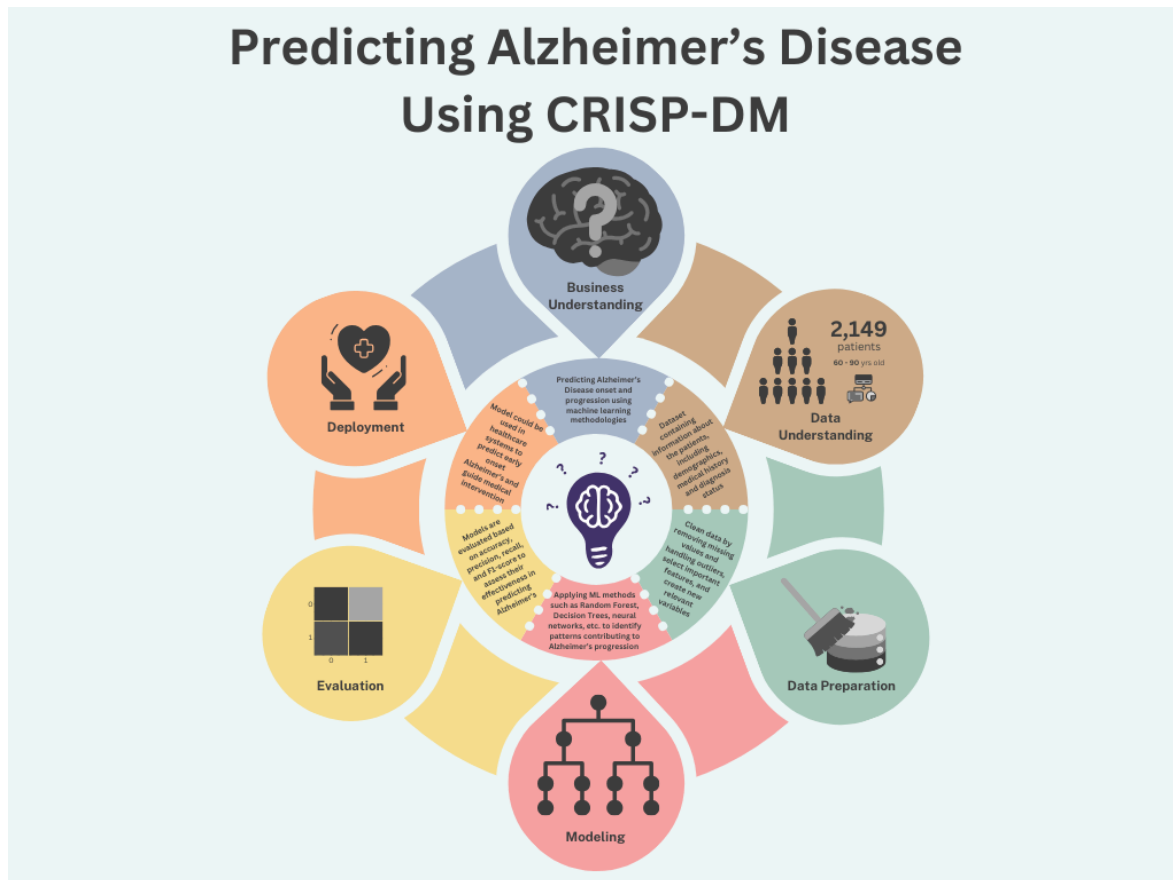 Predicting Alzheimer’s Disease
Using CRISP-DM
Business
Understanding
2,149
patients
60 - 90 yrs old
Data
Understanding
Data Preparation
Modeling
0
1
0
1
Evaluation
Deployment
Predicting Alzheimer's
Disease onset and
progression using
machine learning
methodologies
Dataset
containing
information about
the patients,
including
demographics,
medical history
and diagnosis
status
Clean data by
removing missing
values and
handling outliers,
select important
features, and
create new
relevant
variables
Applying ML methods
such as Random Forest,
Decision Trees, neural
networks, etc. to identify
patterns contributing to
Alzheimer's progression
Models are
evaluated based
on accuracy,
precision, recall,
and F1-score to
assess their
effectiveness in
predicting
Alzheimer's
Model could be
used in
healthcare
systems to
predict early
onset
Alzheimer's and
guide medical
intervention
? ? ? ? ?
?